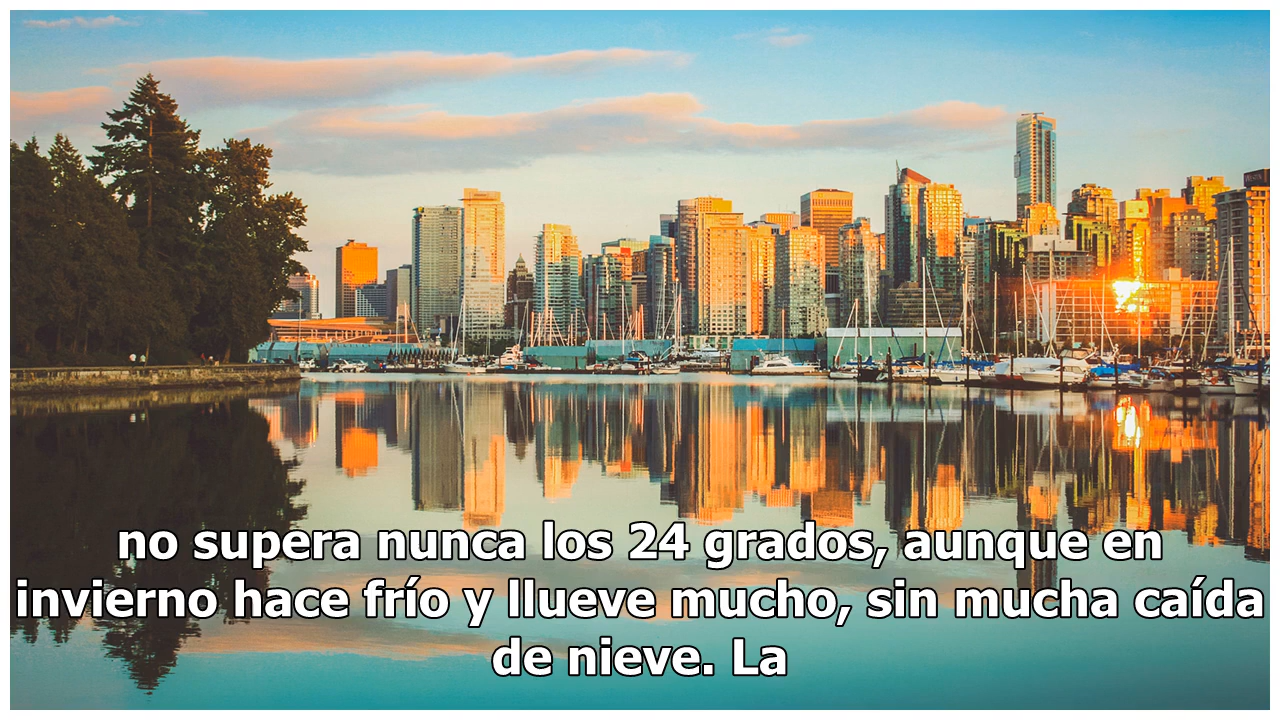 no supera nunca los 24 grados, aunque en
invierno hace frío y llueve mucho, sin mucha caída
de nieve. La